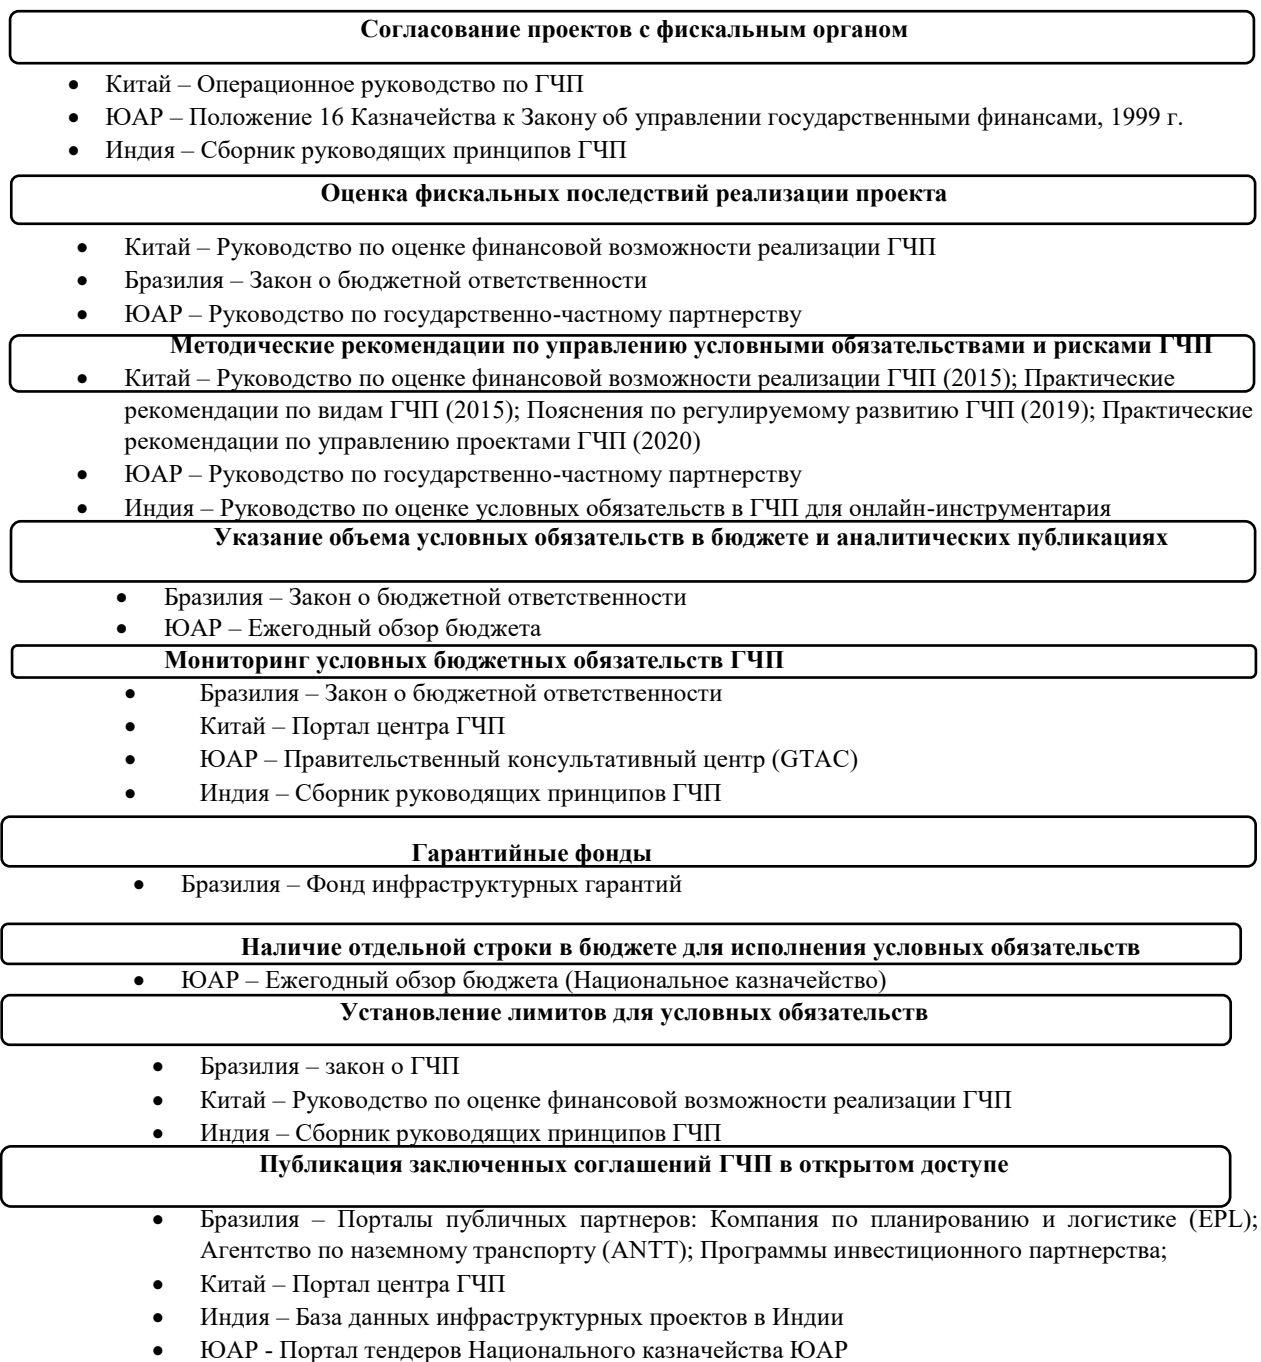 Согласование проектов с фискальным органом
• Китай – Операционное руководство по ГЧП
• ЮАР – Положение 16 Казначейства к Закону об управлении государственными финансами, 1999 г.
• Индия – Сборник руководящих принципов ГЧП
Оценка фискальных последствий реализации проекта
• Китай – Руководство по оценке финансовой возможности реализации ГЧП
• Бразилия – Закон о бюджетной ответственности
• ЮАР – Руководство по государственно-частному партнерству
Методические рекомендации по управлению условными обязательствами и рисками ГЧП
• Китай – Руководство по оценке финансовой возможности реализации ГЧП (2015); Практические
рекомендации по видам ГЧП (2015); Пояснения по регулируемому развитию ГЧП (2019); Практические
рекомендации по управлению проектами ГЧП (2020)
• ЮАР – Руководство по государственно-частному партнерству
• Индия – Руководство по оценке условных обязательств в ГЧП для онлайн-инструментария
Указание объема условных обязательств в бюджете и аналитических публикациях
• Бразилия – Закон о бюджетной ответственности
• ЮАР – Ежегодный обзор бюджета
Мониторинг условных бюджетных обязательств ГЧП
• Бразилия – Закон о бюджетной ответственности
• Китай – Портал центра ГЧП
• ЮАР – Правительственный консультативный центр (GTAC)
• Индия – Сборник руководящих принципов ГЧП
Гарантийные фонды
• Бразилия – Фонд инфраструктурных гарантий
Наличие отдельной строки в бюджете для исполнения условных обязательств
• ЮАР – Ежегодный обзор бюджета (Национальное казначейство)
Установление лимитов для условных обязательств
• Бразилия – закон о ГЧП
• Китай – Руководство по оценке финансовой возможности реализации ГЧП
• Индия – Сборник руководящих принципов ГЧП
Публикация заключенных соглашений ГЧП в открытом доступе
• Бразилия – Порталы публичных партнеров: Компания по планированию и логистике (EPL);
Агентство по наземному транспорту (ANTT); Программы инвестиционного партнерства;
• Китай – Портал центра ГЧП
• Индия – База данных инфраструктурных проектов в Индии
• ЮАР - Портал тендеров Национального казначейства ЮАР